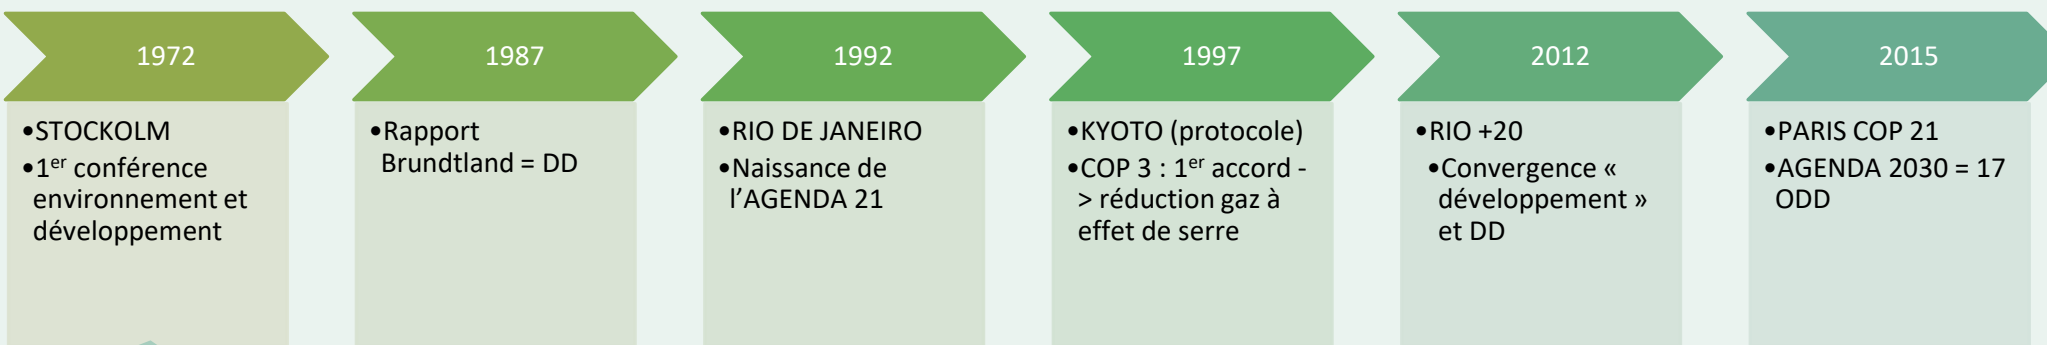 1972
•STOCKOLM
•1er conférence
environnement et
développement
1987
•Rapport
Brundtland = DD
1992
•RIO DE JANEIRO
•Naissance de
l’AGENDA 21
1997
•KYOTO (protocole)
•COP 3 : 1er accord -
> réduction gaz à
effet de serre
2012
•RIO +20
•Convergence «
développement »
et DD
2015
•PARIS COP 21
•AGENDA 2030 = 17
ODD